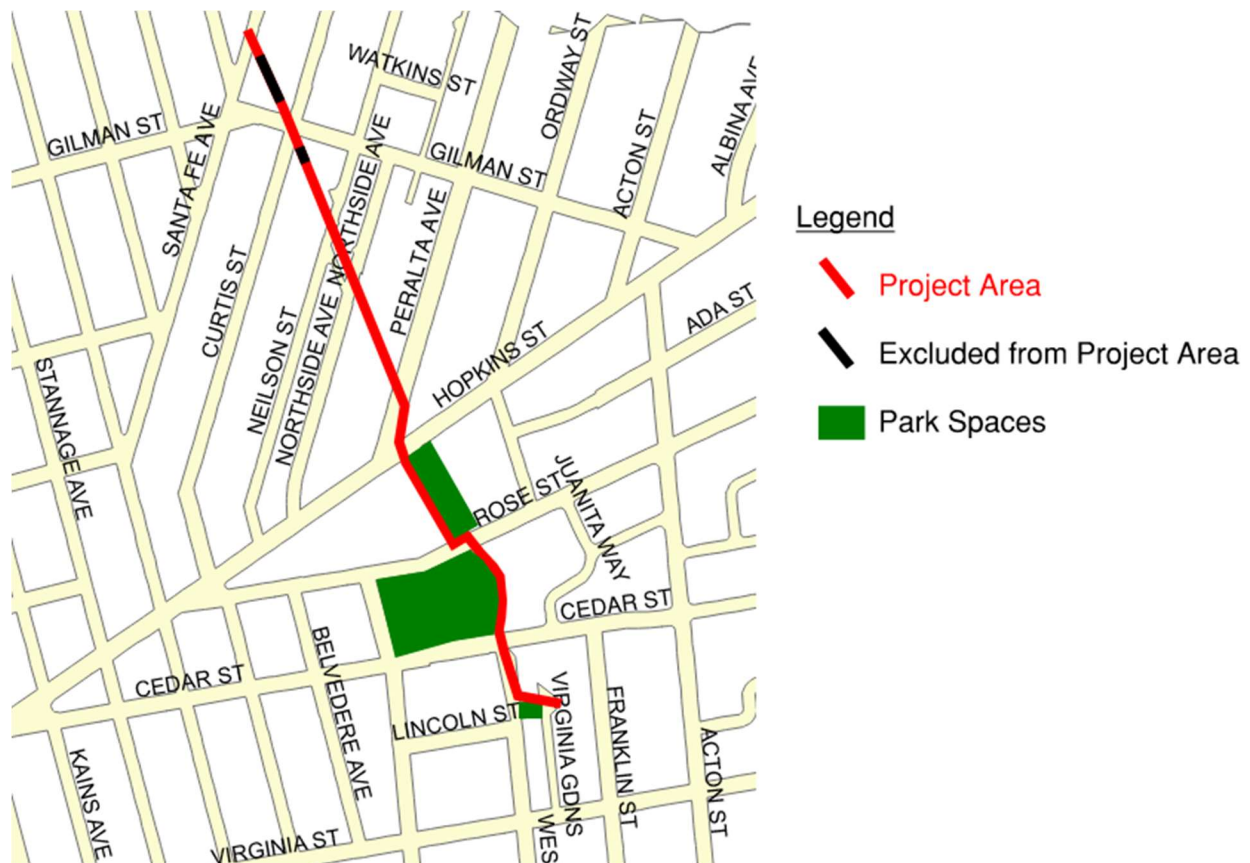 WATKINS ST
ORDWAY ST
ALBINA AVE
GILMAN ST
SANTA FE AVE
ACTON ST
NORTHSIDE AVE
GILMAN ST
PERALTA AVE
CURTIS ST
Legend
Project Area
ADA ST
HOPKINS ST
Excluded from Project Area
NEILSON ST
NORTHSIDE AVE
STANNAGE AVE
Park Spaces
ROSE ST
JUANITA WAY
CEDAR ST
BELVEDERE AVE
CEDAR ST
VIRGINIA GDNS
FRANKLIN ST
LINCOLN ST
KAINS AVE
ACTON ST
WES
VIRGINIA ST